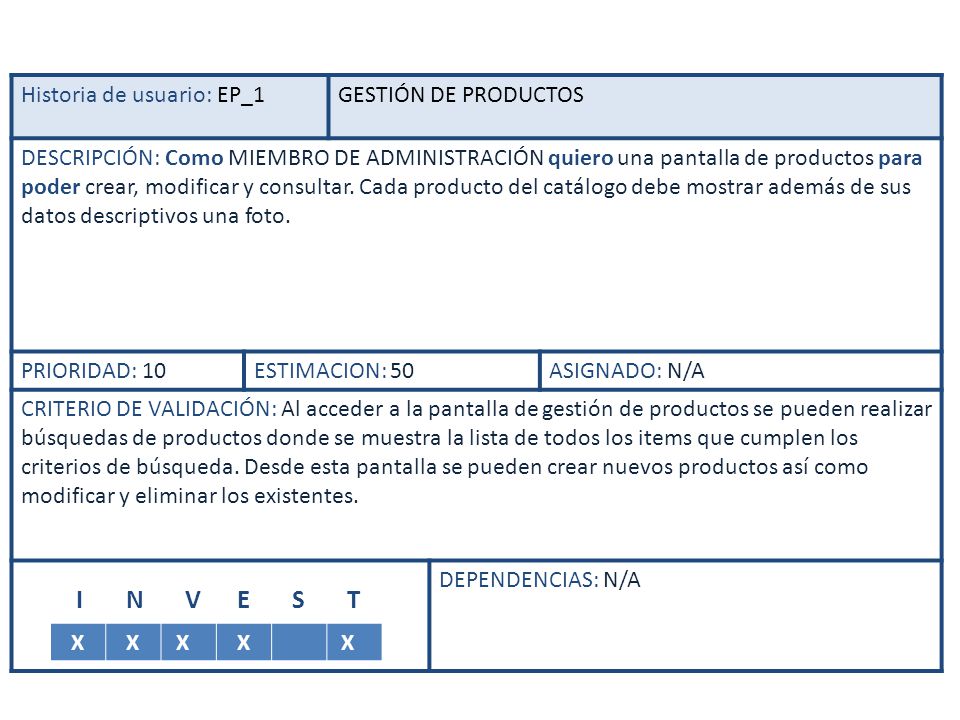 Historia de usuario: EP_1
GESTIÓN DE PRODUCTOS
DESCRIPCIÓN: Como MIEMBRO DE ADMINISTRACIÓN quiero una pantalla de productos para
poder crear, modificar y consultar. Cada producto del catálogo debe mostrar además de sus
datos descriptivos una foto.
PRIORIDAD: 10
ESTIMACION: 50
ASIGNADO: N/A
CRITERIO DE VALIDACIÓN: Al acceder a la pantalla de gestión de productos se pueden realizar
búsquedas de productos donde se muestra la lista de todos los items que cumplen los
criterios de búsqueda. Desde esta pantalla se pueden crear nuevos productos así como
modificar y eliminar los existentes.
I N V E S T
X X X X X
DEPENDENCIAS: N/A